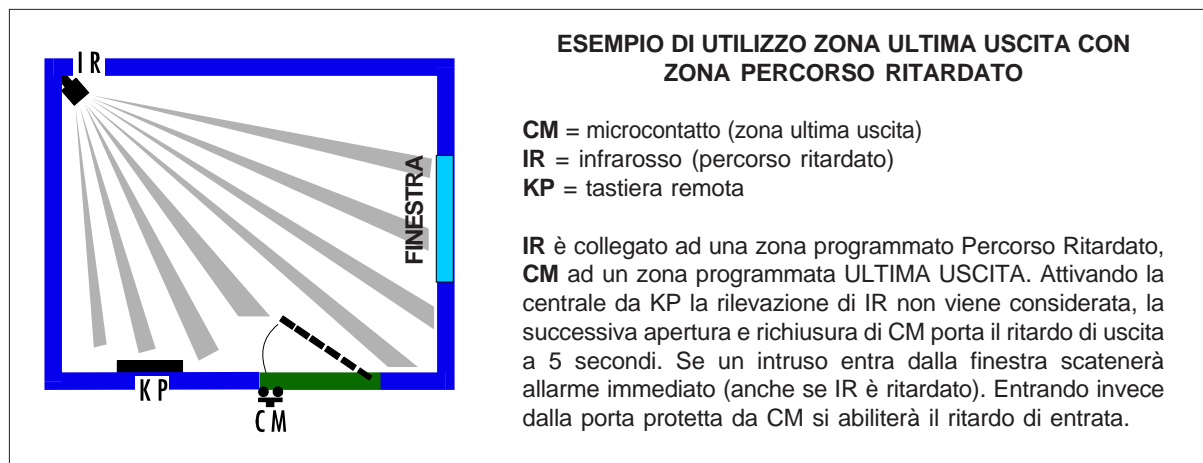 IR
FINESTRA
KP
CM
ESEMPIO DI UTILIZZO ZONA ULTIMA USCITA CON
ZONA PERCORSO RITARDATO
CM = microcontatto (zona ultima uscita)
IR = infrarosso (percorso ritardato)
KP = tastiera remota
IR è collegato ad una zona programmato Percorso Ritardato,
CM ad un zona programmata ULTIMA USCITA. Attivando la
centrale da KP la rilevazione di IR non viene considerata, la
successiva apertura e richiusura di CM porta il ritardo di uscita
a 5 secondi. Se un intruso entra dalla finestra scatenerà
allarme immediato (anche se IR è ritardato). Entrando invece
dalla porta protetta da CM si abiliterà il ritardo di entrata.